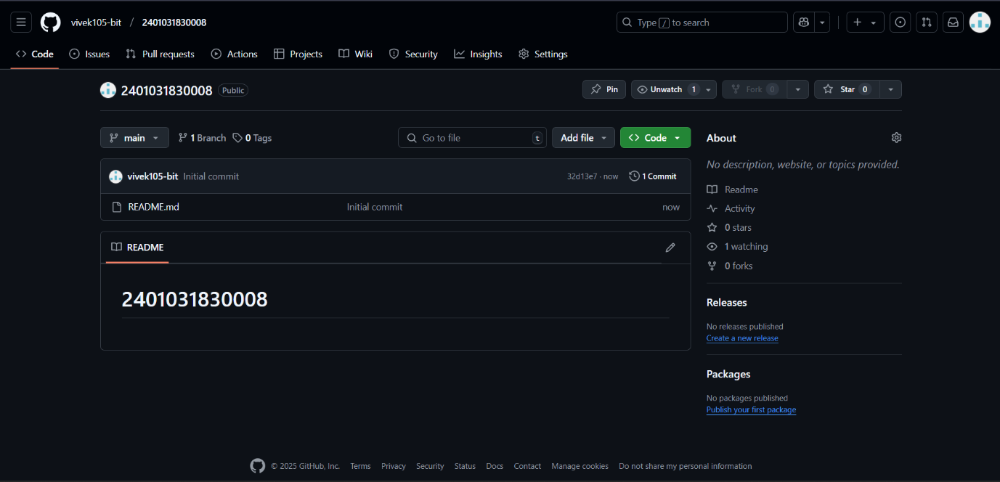 vivek105-bit / 2401031830008
Type / to search
Code Issues Pull requests Actions Projects Wiki Security Insights Settings
2401031830008 Public
Pin Unwatch 1 Fork 0 Star 0
main 1 Branch 0 Tags
Go to file t Add file Code
vivek105-bit Initial commit 32d13e7 · now 1 Commit
README.md Initial commit now
README
2401031830008
About
No description, website, or topics provided.
Readme
Activity
0 stars
1 watching
0 forks
Releases
No releases published
Create a new release
Packages
No packages published
Publish your first package
© 2025 GitHub, Inc. Terms Privacy Security Status Docs Contact Manage cookies Do not share my personal information